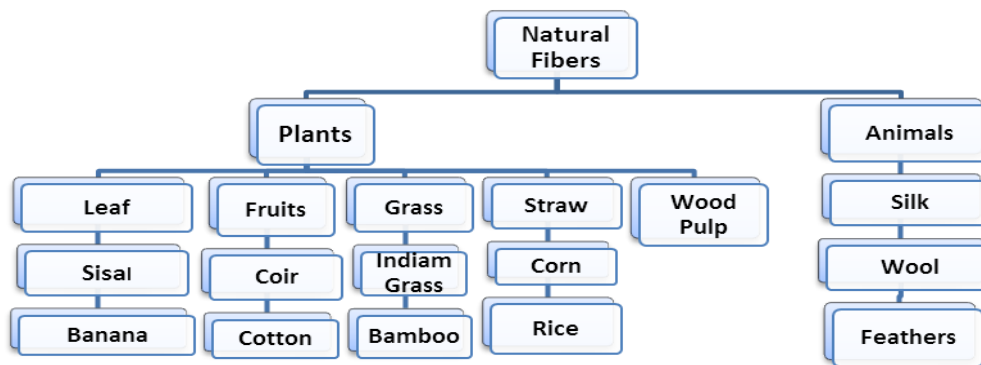 Natural
Fibers
Plants
Animals
Leaf
Fruits
Grass
Straw
Wood
Pulp
Silk
Sisal
Coir
Indiam
Grass
Corn
Wool
Banana
Cotton
Bamboo
Rice
Feathers